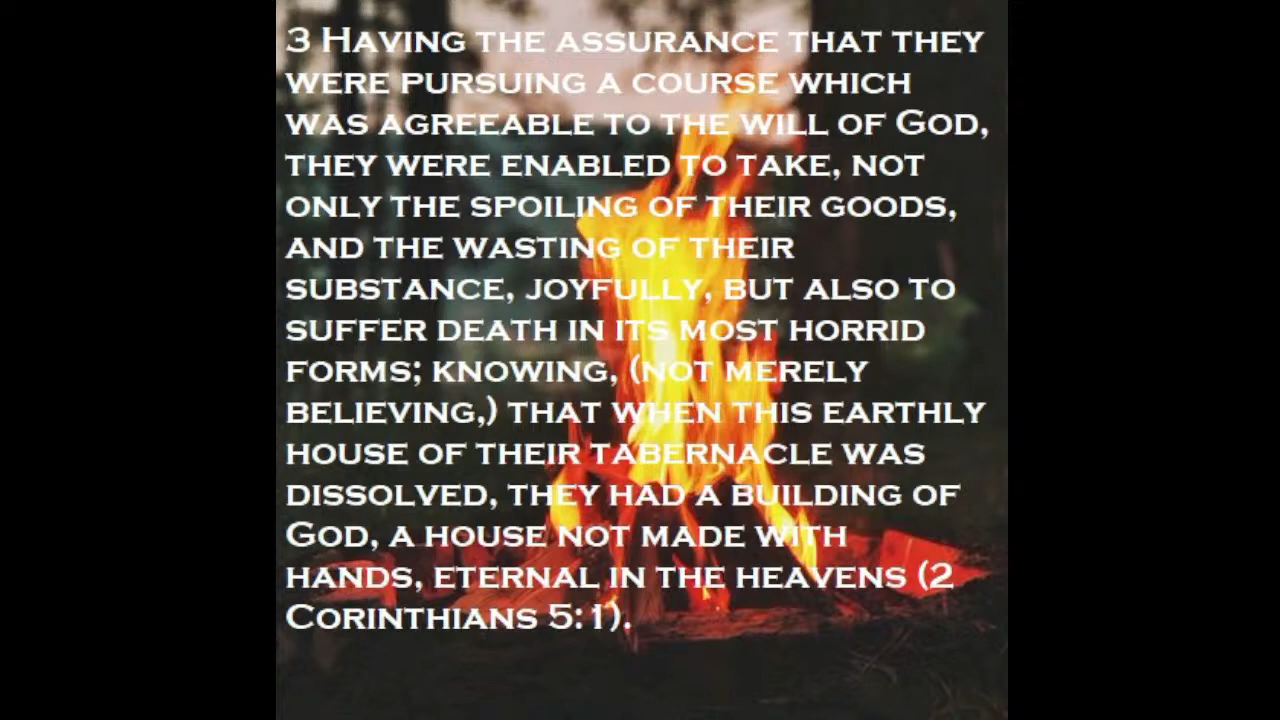 3 Having the assurance that they
were pursuing a course which
was agreeable to the will of God,
they were enabled to take, not
only the spoiling of their goods,
and the wasting of their
substance, joyfully, but also to
suffer death in its most horrid
forms; knowing, (not merely
believing,) that when this earthly
house of their tabernacle was
dissolved, they had a building of
God, a house not made with
hands, eternal in the heavens (2
Corinthians 5:1).